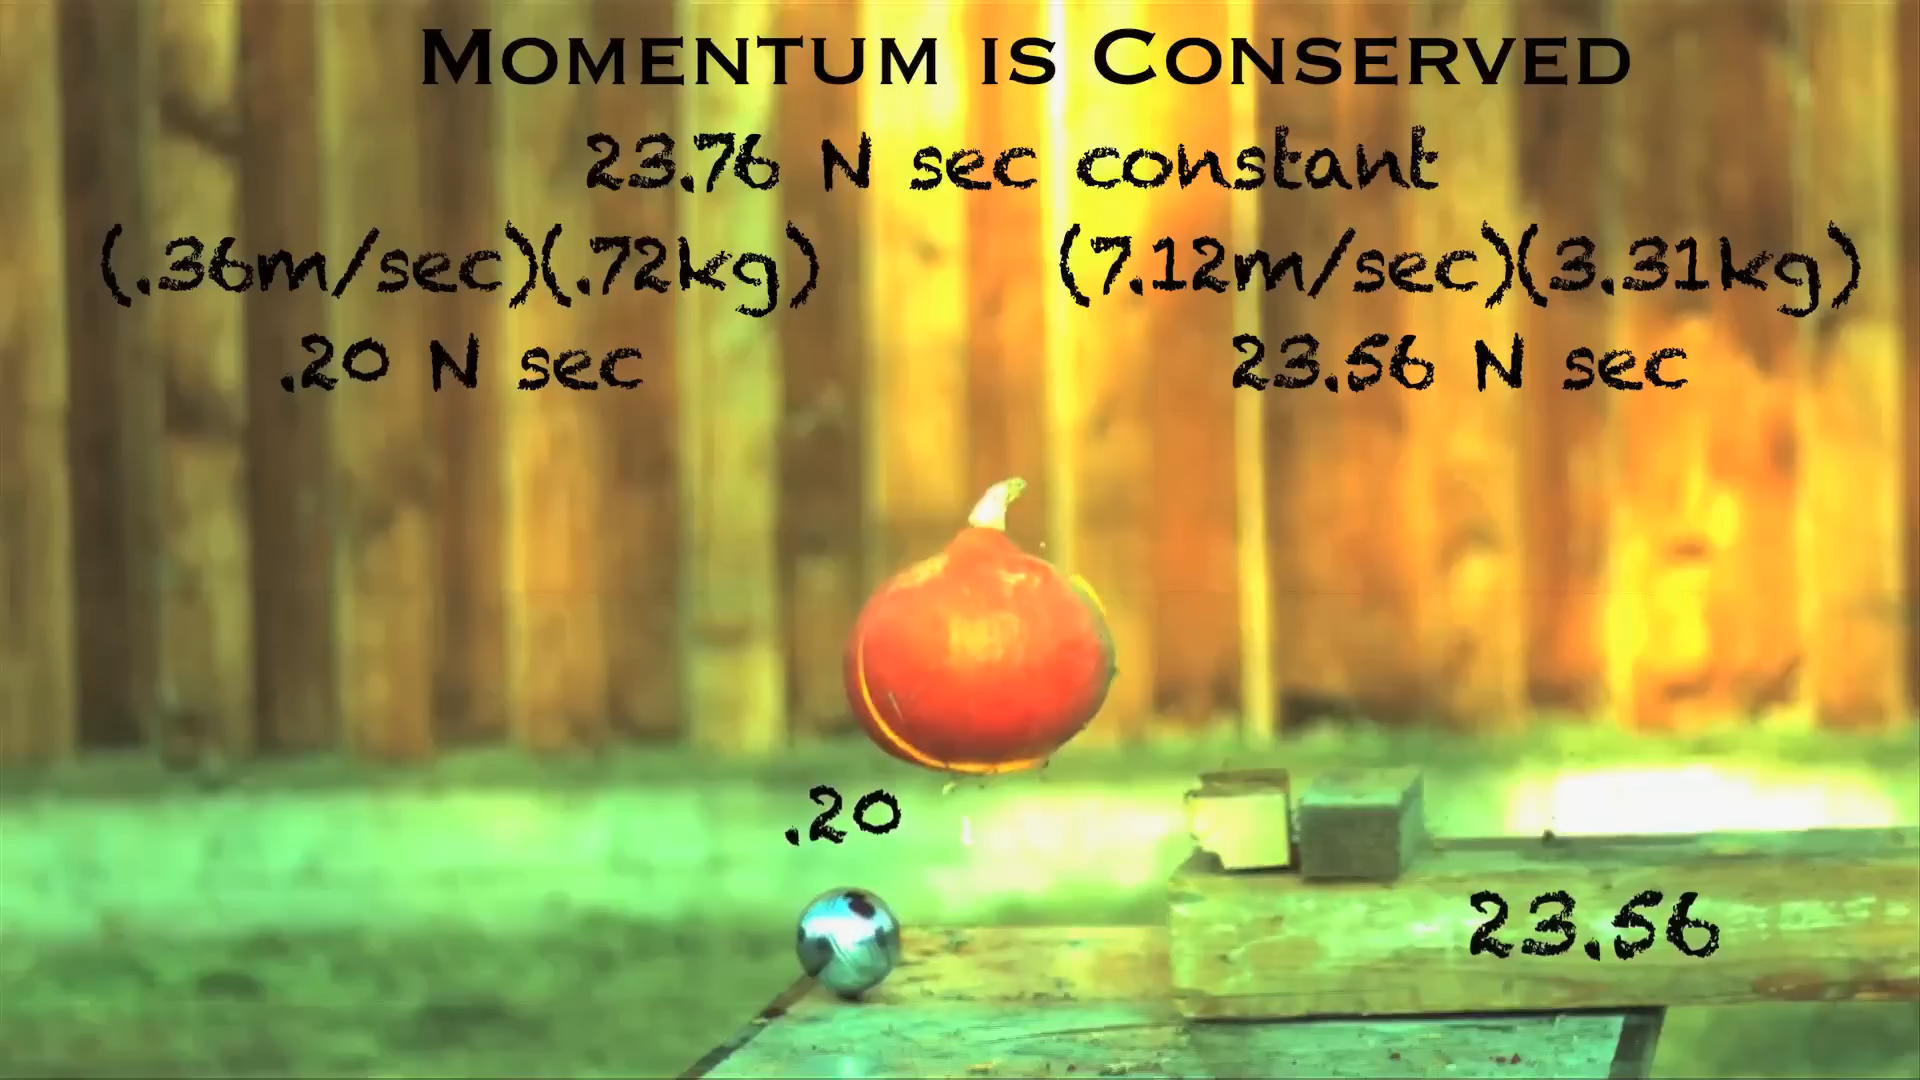 MOMENTUM IS CONSERVED
23.76 N sec constant
(.36m/sec)(.72kg) (7.12m/sec)(3.31kg)
.20 N sec 23.56 N sec
.20
23.56